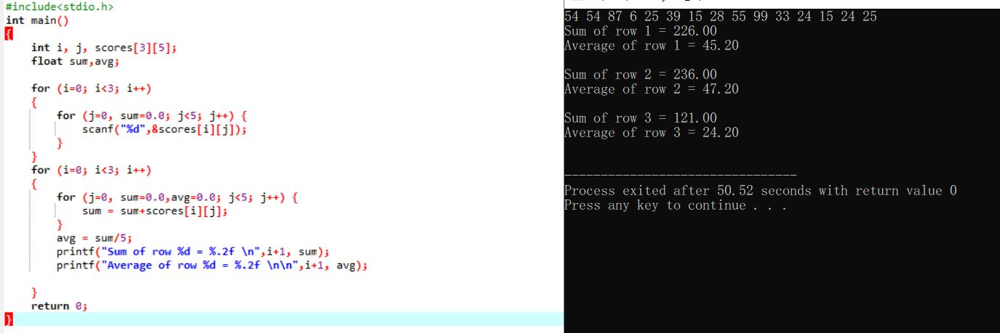 #include<stdio.h>
int main()
{
    int i, j, scores[3][5];
    float sum,avg;

    for (i=0; i<3; i++)
    {
        for (j=0, sum=0.0; j<5; j++) {
            scanf("%d",&scores[i][j]);
        }
    }
    for (i=0; i<3; i++)
    {
        for (j=0, sum=0.0,avg=0.0; j<5; j++) {
            sum = sum+scores[i][j];
        }
        avg = sum/5;
        printf("Sum of row %d = %.2f \n",i+1, sum);
        printf("Average of row %d = %.2f \n\n",i+1, avg);

    }
    return 0;
}
54 54 87 6 25 39 15 28 55 99 33 24 15 24 25
Sum of row 1 = 226.00
Average of row 1 = 45.20

Sum of row 2 = 236.00
Average of row 2 = 47.20

Sum of row 3 = 121.00
Average of row 3 = 24.20

--------------------------------
Process exited after 50.52 seconds with return value 0
Press any key to continue . . .